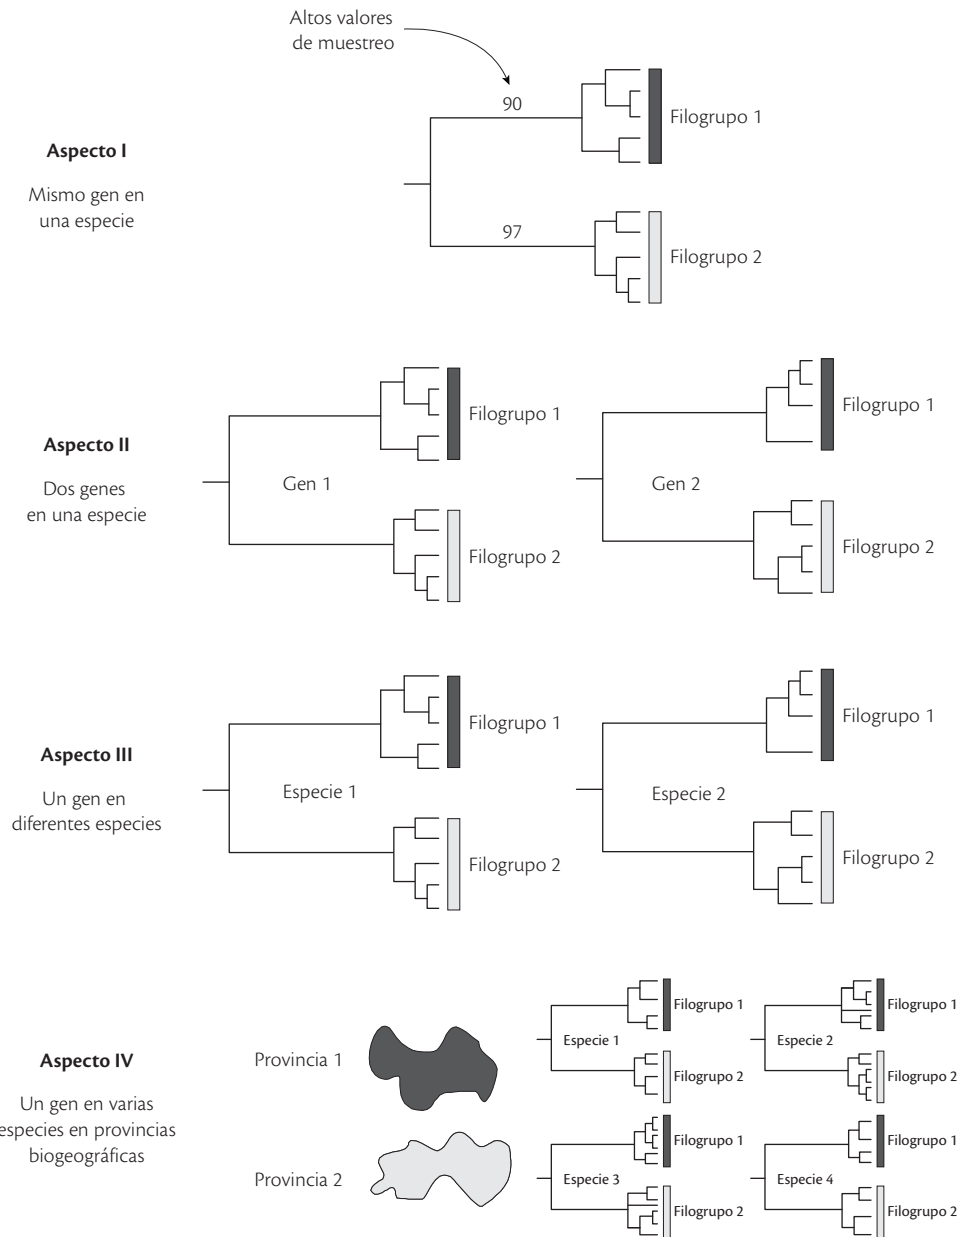 Altos valores
de muestreo
90
Filogrupo 1
Aspecto I
Mismo gen en
una especie
97
Filogrupo 2
Aspecto II
Dos genes
en una especie
Gen 1
Filogrupo 1
Filogrupo 2
Gen 2
Filogrupo 1
Filogrupo 2
Aspecto III
Un gen en
diferentes especies
Especie 1
Filogrupo 1
Filogrupo 2
Especie 2
Filogrupo 1
Filogrupo 2
Aspecto IV
Un gen en varias
especies en provincias
biogeográficas
Provincia 1
Provincia 2
Especie 1
Filogrupo 1
Filogrupo 2
Especie 2
Filogrupo 1
Filogrupo 2
Especie 3
Filogrupo 1
Filogrupo 2
Especie 4
Filogrupo 1
Filogrupo 2